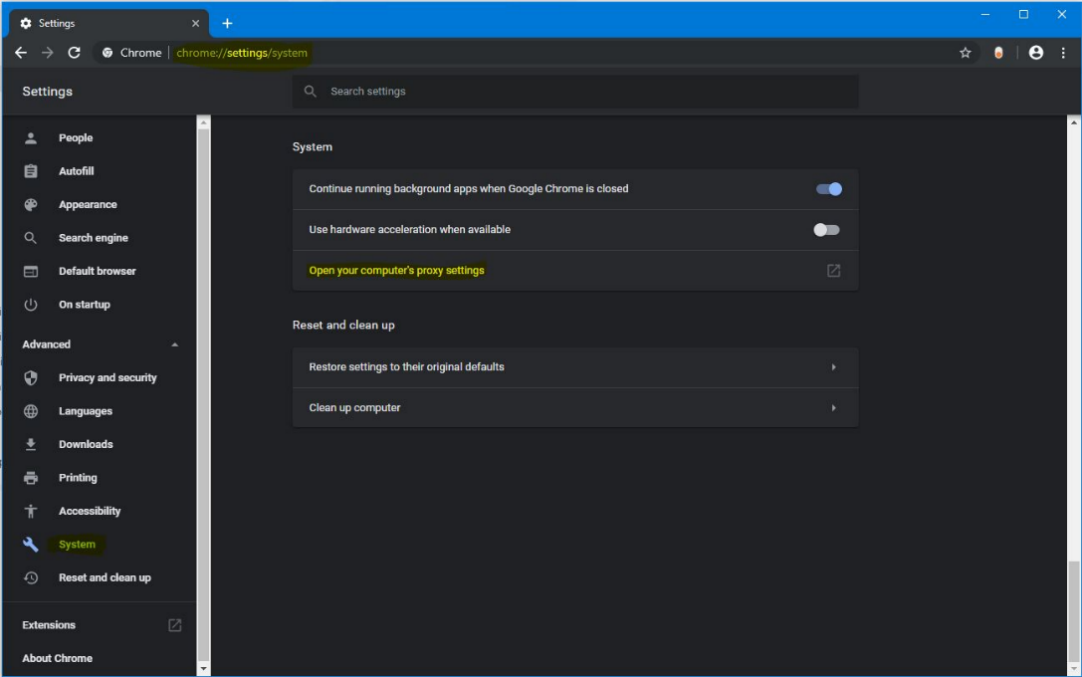 Settings
Chrome | chrome://settings/system
Settings
Search settings
People
Autofill
Appearance
Search engine
Default browser
On startup
Advanced
Privacy and security
Languages
Downloads
Printing
Accessibility
System
Reset and clean up
Extensions
About Chrome
System
Continue running background apps when Google Chrome is closed
Use hardware acceleration when available
Open your computer's proxy settings
Reset and clean up
Restore settings to their original defaults
Clean up computer